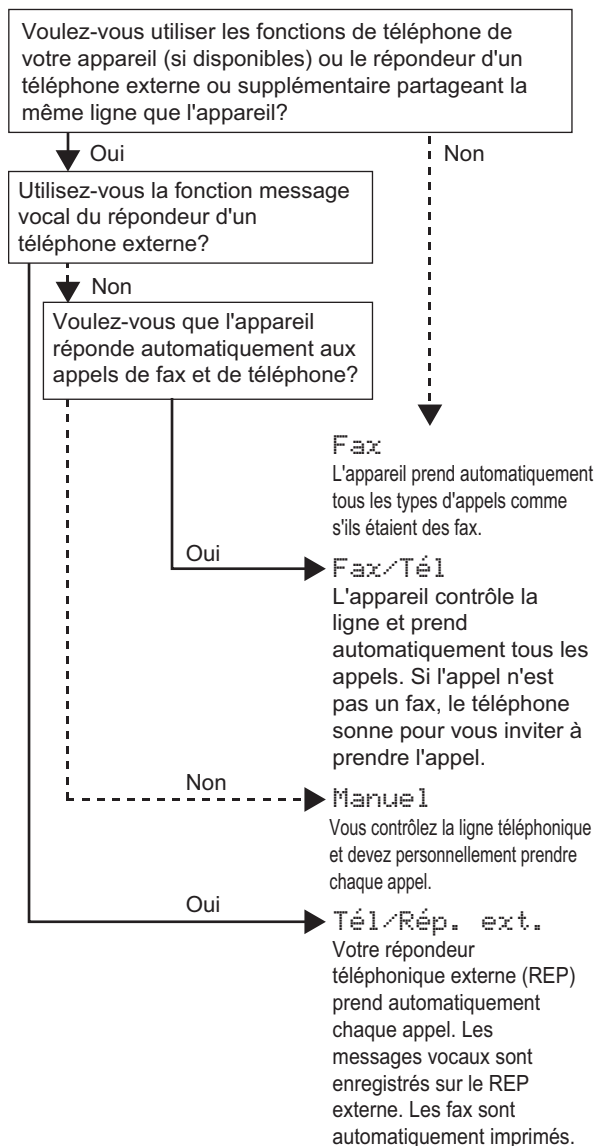 Voulez-vous utiliser les fonctions de téléphone de
votre appareil (si disponibles) ou le répondeur d'un
téléphone externe ou supplémentaire partageant la
même ligne que l'appareil?
Oui
Non
Utilisez-vous la fonction message
vocal du répondeur d'un
téléphone externe?
Non
Voulez-vous que l'appareil
réponde automatiquement aux
appels de fax et de téléphone?
Fax
L'appareil prend automatiquement
tous les types d'appels comme
s'ils étaient des fax.
Oui
Fax/Tél
L'appareil contrôle la
ligne et prend
automatiquement tous les
appels. Si l'appel n'est
pas un fax, le téléphone
sonne pour vous inviter à
prendre l'appel.
Non
Manuel
Vous contrôlez la ligne téléphonique
et devez personnellement prendre
chaque appel.
Oui
Tél/Rép. ext.
Votre répondeur
téléphonique externe (REP)
prend automatiquement
chaque appel. Les
messages vocaux sont
enregistrés sur le REP
externe. Les fax sont
automatiquement imprimés.